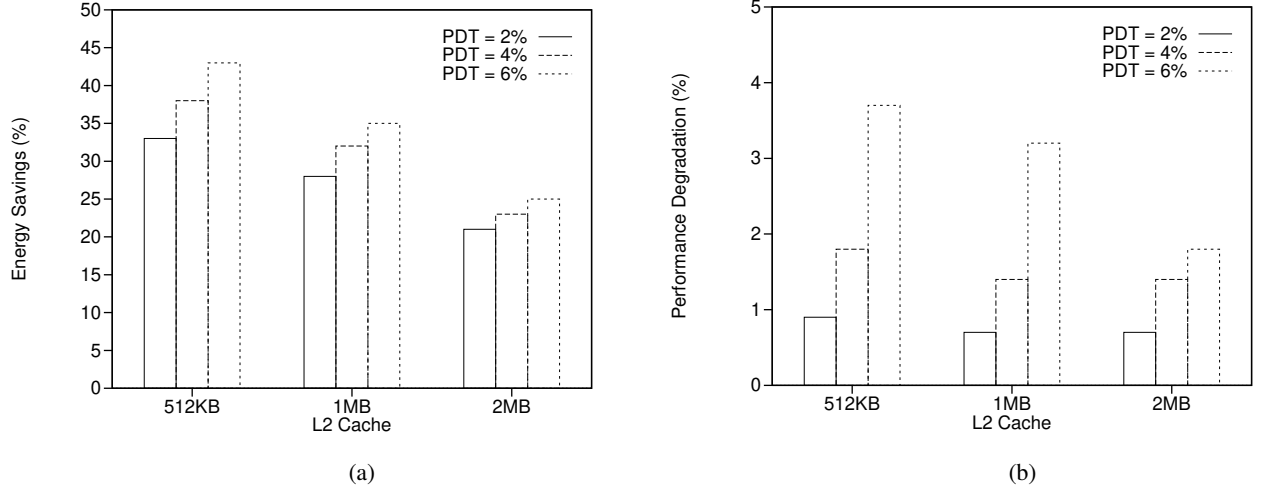 50
45
40
35
30
25
20
15
10
5
0
Energy Savings (%)
PDT = 2%
PDT = 4%
PDT = 6%
512KB 1MB 2MB
L2 Cache
(a)
5
4
3
2
1
0
Performance Degradation (%)
PDT = 2%
PDT = 4%
PDT = 6%
512KB 1MB 2MB
L2 Cache
(b)